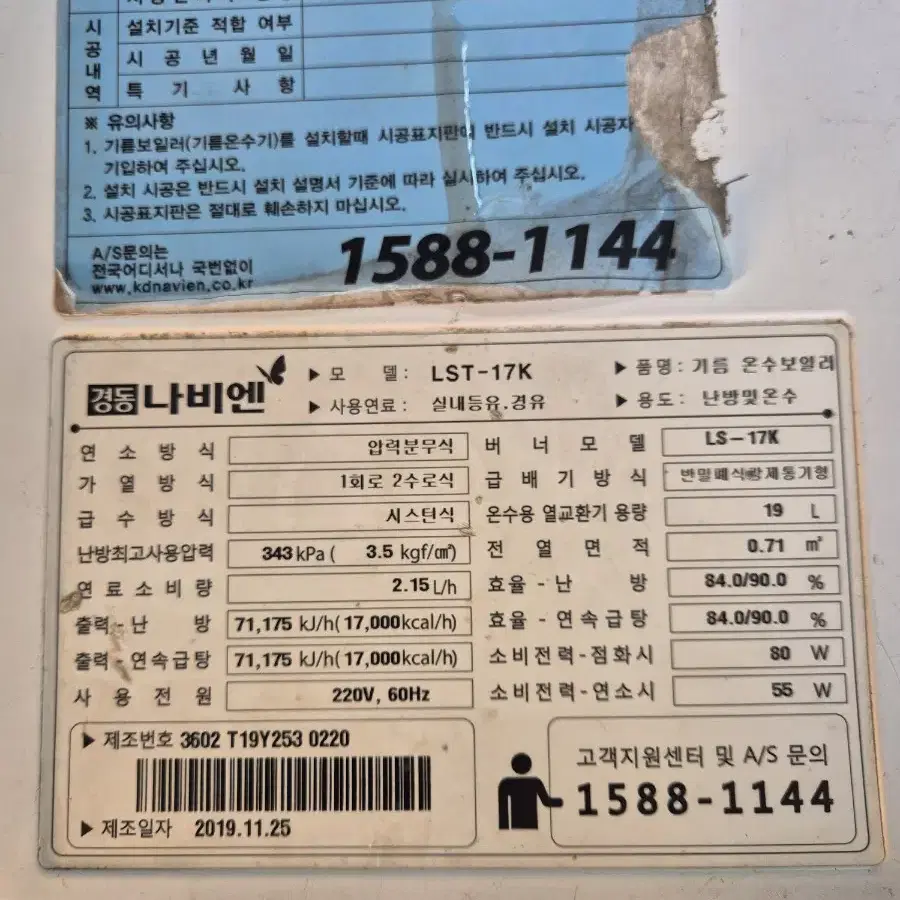 시공내역
설치기준 적합 여부
시 공 년 월 일
특 기 사 항
※ 유의사항
1. 기름보일러(기름온수기)를 설치할때 시공표지판에 반드시 설치 시공자
기입하여 주십시오.
2. 설치 시공은 반드시 설치 설명서 기준에 따라 실시하여 주십시오.
3. 시공표지판은 절대로 훼손하지 마십시오.
A/S문의는
전국어디서나 국번없이
www.kdnavien.co.kr
1588-1144
경동 나비엔
▶ 모 델 : LST-17K
▶ 품명 : 기름 온수보일러
▶ 사용연료 : 실내등유.경유
▶ 용도 : 난방및온수
연 소 방 식 압력분무식 버 너 모 델 LS-17K
가 열 방 식 1회로 2수로식 급 배 기 방 식 반밀폐식강제통기형
급 수 방 식 시스턴식 온수용 열교환기 용량 19 L
난방최고사용압력 343 kPa ( 3.5 kgf/㎠) 전 열 면 적 0.71 ㎡
연 료 소 비 량 2.15 L/h 효율 - 난 방 84.0/90.0 %
출력 - 난 방 71,175 kJ/h( 17,000kcal/h) 효율 - 연속급탕 84.0/90.0 %
출력 - 연속급탕 71,175 kJ/h( 17,000kcal/h) 소비전력-점화시 80 W
사 용 전 원 220V, 60Hz 소비전력-연소시 55 W
▶ 제조번호 3602 T19Y253 0220
▶ 제조일자 2019.11.25
고객지원센터 및 A/S 문의
1588-1144